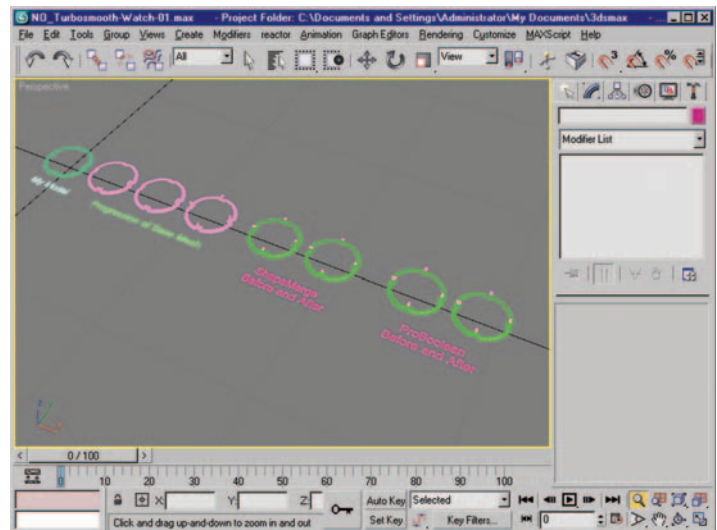 NO_Turbosmooth-Watch-01.max - Project Folder: C:\Documents and Settings\Administrator\My Documents\3dsmax - ...
File Edit Tools Group Views Create Modifiers reactor Animation Graph Editors Rendering Customize MAXScript Help
All
View
Perspective
Modifier List
My Model
Progression of Base Mesh
ShapeMerge
Before and After
ProBoolean
Before and After
0 / 100
0 10 20 30 40 50 60 70 80 90 100
X: Y: Z: Auto Key Selected
Click and drag up-and-down to zoom in and out Set Key Key Filters... 0